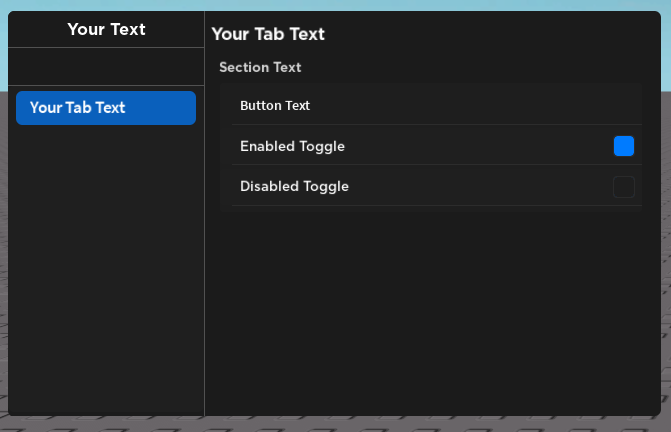 Your Text
Your Tab Text
Your Tab Text
Section Text
Button Text
Enabled Toggle
Disabled Toggle